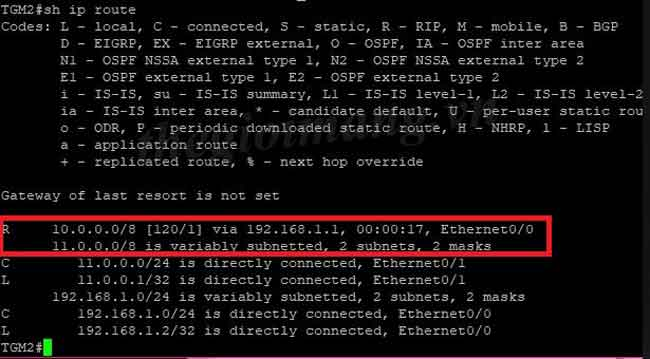 TGM2#sh ip route
Codes: L - local, C - connected, S - static, R - RIP, M - mobile, B - BGP
D - EIGRP, EX - EIGRP external, O - OSPF, IA - OSPF inter area
N1 - OSPF NSSA external type 1, N2 - OSPF NSSA external type 2
E1 - OSPF external type 1, E2 - OSPF external type 2
i - IS-IS, su - IS-IS summary, L1 - IS-IS level-1, L2 - IS-IS level-2
ia - IS-IS inter area, * - candidate default, U - per-user static rou
o - ODR, P - periodic downloaded static route, H - NHRP, l - LISP
a - application route
+ - replicated route, % - next hop override
thegioimang.vn
Gateway of last resort is not set
R 10.0.0.0/8 [120/1] via 192.168.1.1, 00:00:17, Ethernet0/0
11.0.0.0/8 is variably subnetted, 2 subnets, 2 masks
C 11.0.0.0/24 is directly connected, Ethernet0/1
L 11.0.0.1/32 is directly connected, Ethernet0/1
192.168.1.0/24 is variably subnetted, 2 subnets, 2 masks
C 192.168.1.0/24 is directly connected, Ethernet0/0
L 192.168.1.2/32 is directly connected, Ethernet0/0
TGM2#